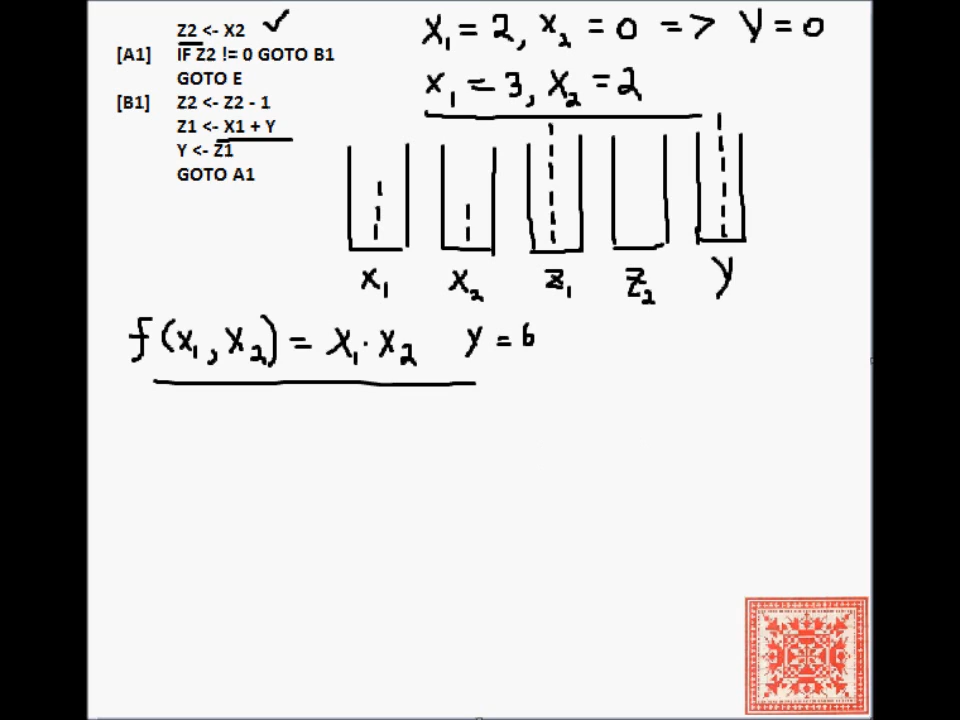 Z2 <- X2 ✓
[A1] IF Z2 != 0 GOTO B1
GOTO E
[B1] Z2 <- Z2 - 1
Z1 <- X1 + Y
Y <- Z1
GOTO A1
X₁ = 2, X₂ = 0 => Y = 0
X₁ = 3, X₂ = 2
X₁ X₂ Z₁ Z₂ Y
f(X₁, X₂) = X₁ · X₂ Y = 6